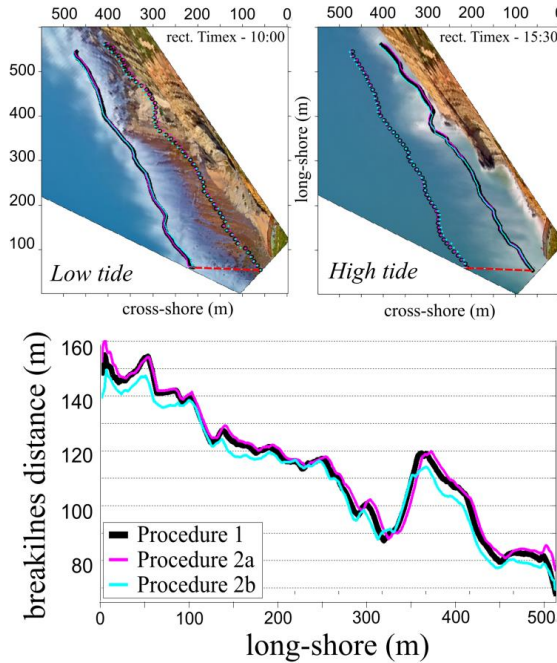 500 400 300 200 100 0
rect. Timex - 10:00
500
400
300
200
100
Low tide
cross-shore (m)
500 400 300 200 100 0
rect. Timex - 15:30
long-shore (m)
High tide
cross-shore (m)
160
140
120
100
80
breakilnes distance (m)
Procedure 1
Procedure 2a
Procedure 2b
0 50 100 200 300 400 500
long-shore (m)